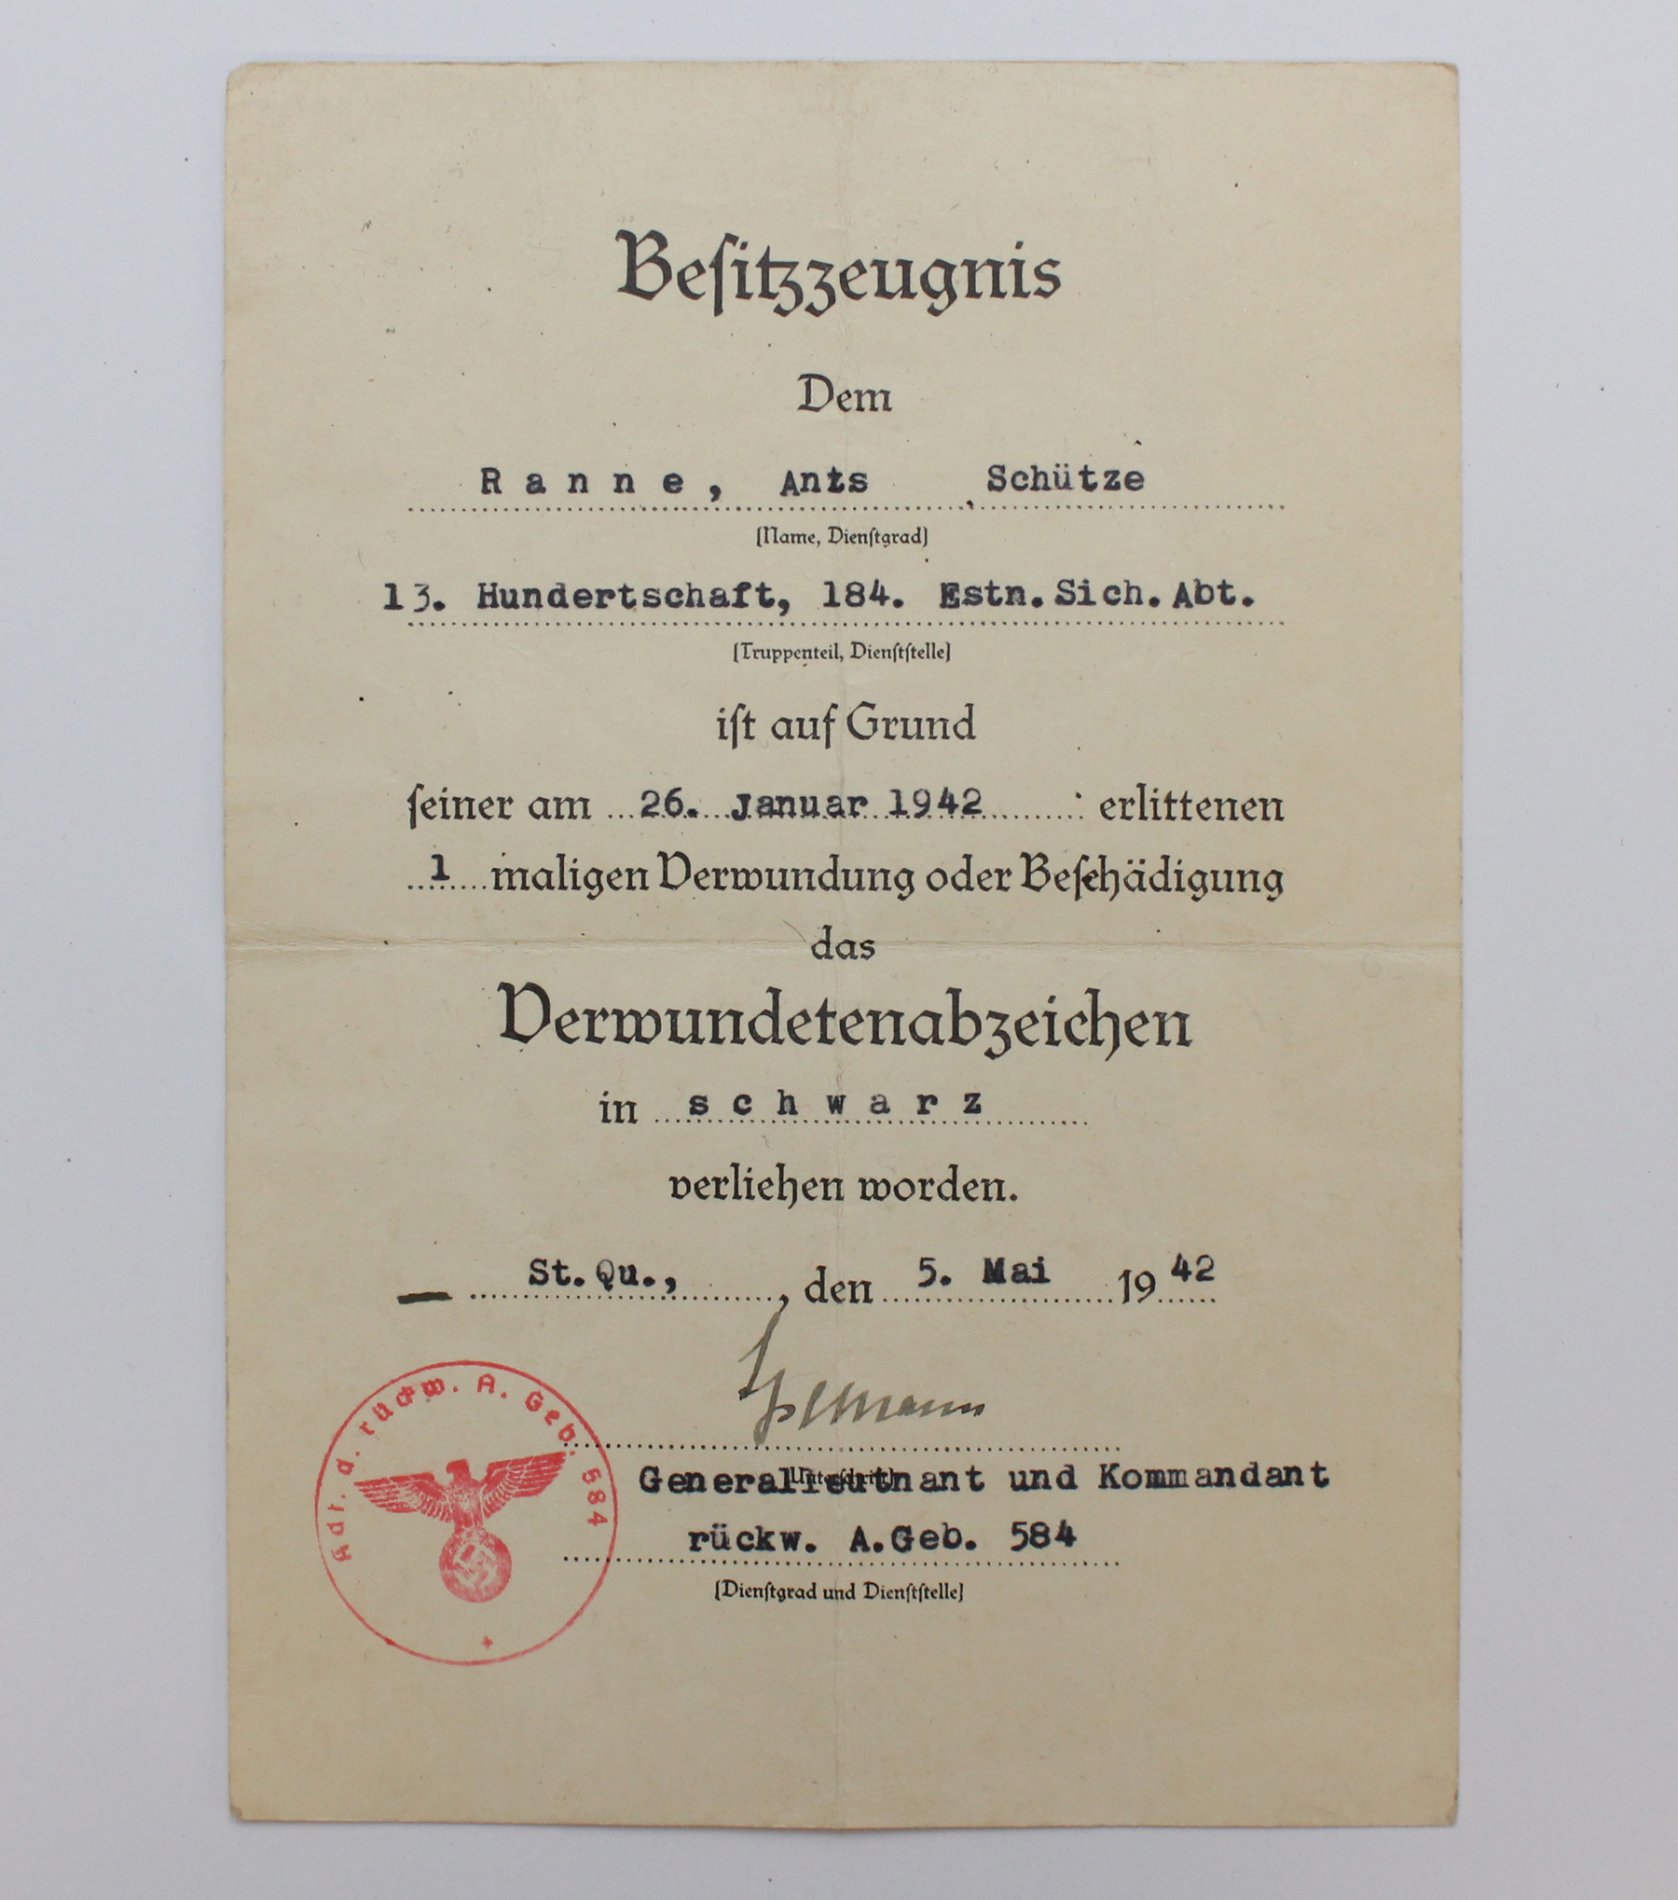 Besitzzeugnis
Dem
Ranne, Ants Schütze
(Name, Dienstgrad)
13. Hundertschaft, 184. Estn.Sich.Abt.
(Truppenteil, Dienststelle)
ist auf Grund
seiner am 26. Januar 1942 erlittenen
1 maligen Verwundung oder Beschädigung
das
Verwundetenabzeichen
in schwarz
verliehen worden.
St.Qu., , den 5. Mai 1942
Generalleutnant und Kommandant
rückw. A.Geb. 584
(Dienstgrad und Dienststelle)
Kdt. d. rückw. A. Geb. 584